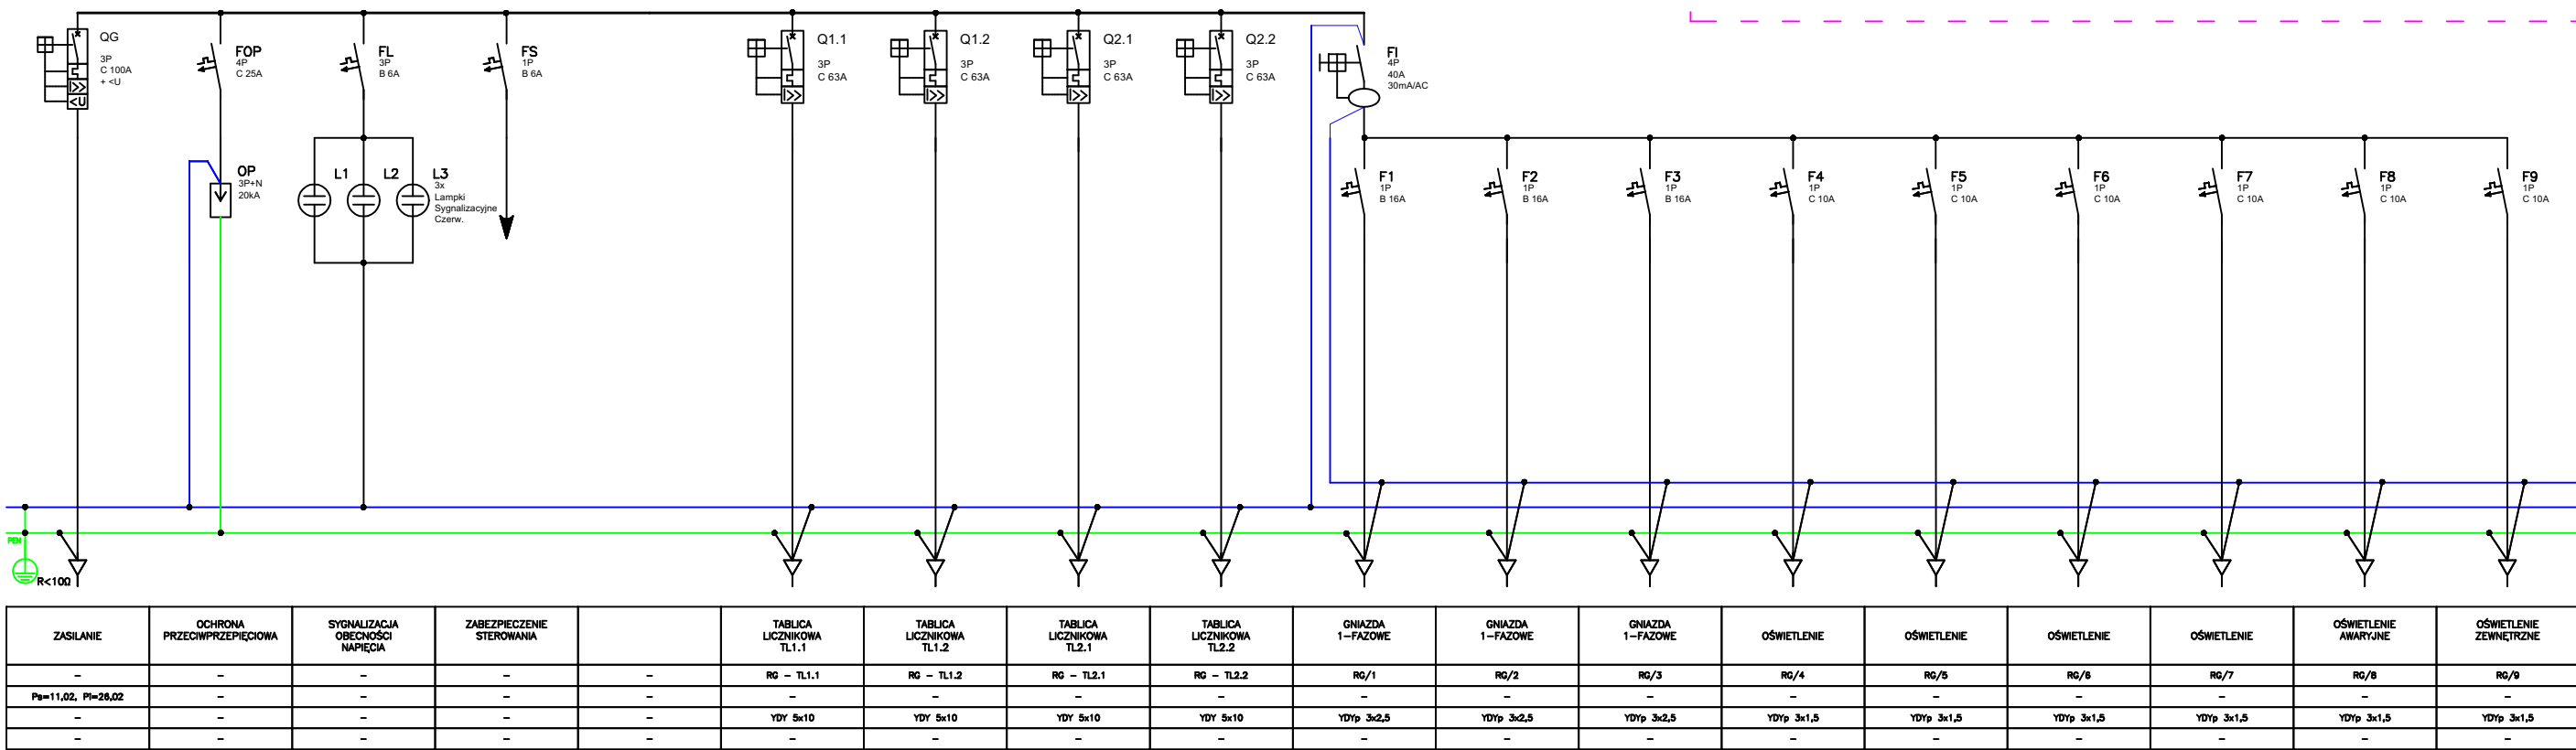 QG
3P
C 100A
+ <U
I>>
<U
FOP
4P
C 25A
FL
3P
B 6A
FS
1P
B 6A
Q1.1
3P
C 63A
I>>
Q1.2
3P
C 63A
I>>
Q2.1
3P
C 63A
I>>
Q2.2
3P
C 63A
I>>
FI
4P
40A
30mA/AC
OP
3P+N
20kA
L1
L2
L3
3x
Lampki
Sygnalizacyjne
Czerw.
F1
1P
B 16A
F2
1P
B 16A
F3
1P
B 16A
F4
1P
C 10A
F5
1P
C 10A
F6
1P
C 10A
F7
1P
C 10A
F8
1P
C 10A
F9
1P
C 10A
PEN
R<10Ω
ZASILANIE
OCHRONA
PRZECIWPRZEPIĘCIOWA
SYGNALIZACJA
OBECNOŚCI
NAPIĘCIA
ZABEZPIECZENIE
STEROWANIA
TABLICA
LICZNIKOWA
TL1.1
TABLICA
LICZNIKOWA
TL1.2
TABLICA
LICZNIKOWA
TL2.1
TABLICA
LICZNIKOWA
TL2.2
GNIAZDA
1-FAZOWE
GNIAZDA
1-FAZOWE
GNIAZDA
1-FAZOWE
OŚWIETLENIE
OŚWIETLENIE
OŚWIETLENIE
OŚWIETLENIE
OŚWIETLENIE
AWARYJNE
OŚWIETLENIE
ZEWNĘTRZNE
- - - - - RG - TL1.1 RG - TL1.2 RG - TL2.1 RG - TL2.2 RG/1 RG/2 RG/3 RG/4 RG/5 RG/6 RG/7 RG/8 RG/9
Ps=11,02, Pi=26,02 - - - - - - - - - - - - - - - - -
- - - - - YDY 5x10 YDY 5x10 YDY 5x10 YDY 5x10 YDYp 3x2,5 YDYp 3x2,5 YDYp 3x2,5 YDYp 3x1,5 YDYp 3x1,5 YDYp 3x1,5 YDYp 3x1,5 YDYp 3x1,5 YDYp 3x1,5
- - - - - - - - - - - - - - - - - -